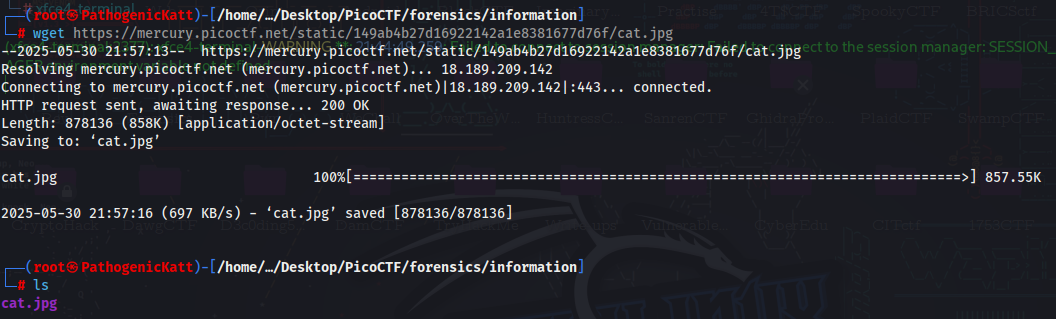 ┌──(root㉿PathogenicKatt)-[/home/…/Desktop/PicoCTF/forensics/information]
└─# wget https://mercury.picoctf.net/static/149ab4b27d16922142a1e8381677d76f/cat.jpg
--2025-05-30 21:57:13-- https://mercury.picoctf.net/static/149ab4b27d16922142a1e8381677d76f/cat.jpg
Resolving mercury.picoctf.net (mercury.picoctf.net)... 18.189.209.142
Connecting to mercury.picoctf.net (mercury.picoctf.net)|18.189.209.142|:443... connected.
HTTP request sent, awaiting response... 200 OK
Length: 878136 (858K) [application/octet-stream]
Saving to: ‘cat.jpg’
cat.jpg 100%[============================================================================>] 857.55K
2025-05-30 21:57:16 (697 KB/s) - ‘cat.jpg’ saved [878136/878136]
┌──(root㉿PathogenicKatt)-[/home/…/Desktop/PicoCTF/forensics/information]
└─# ls
cat.jpg